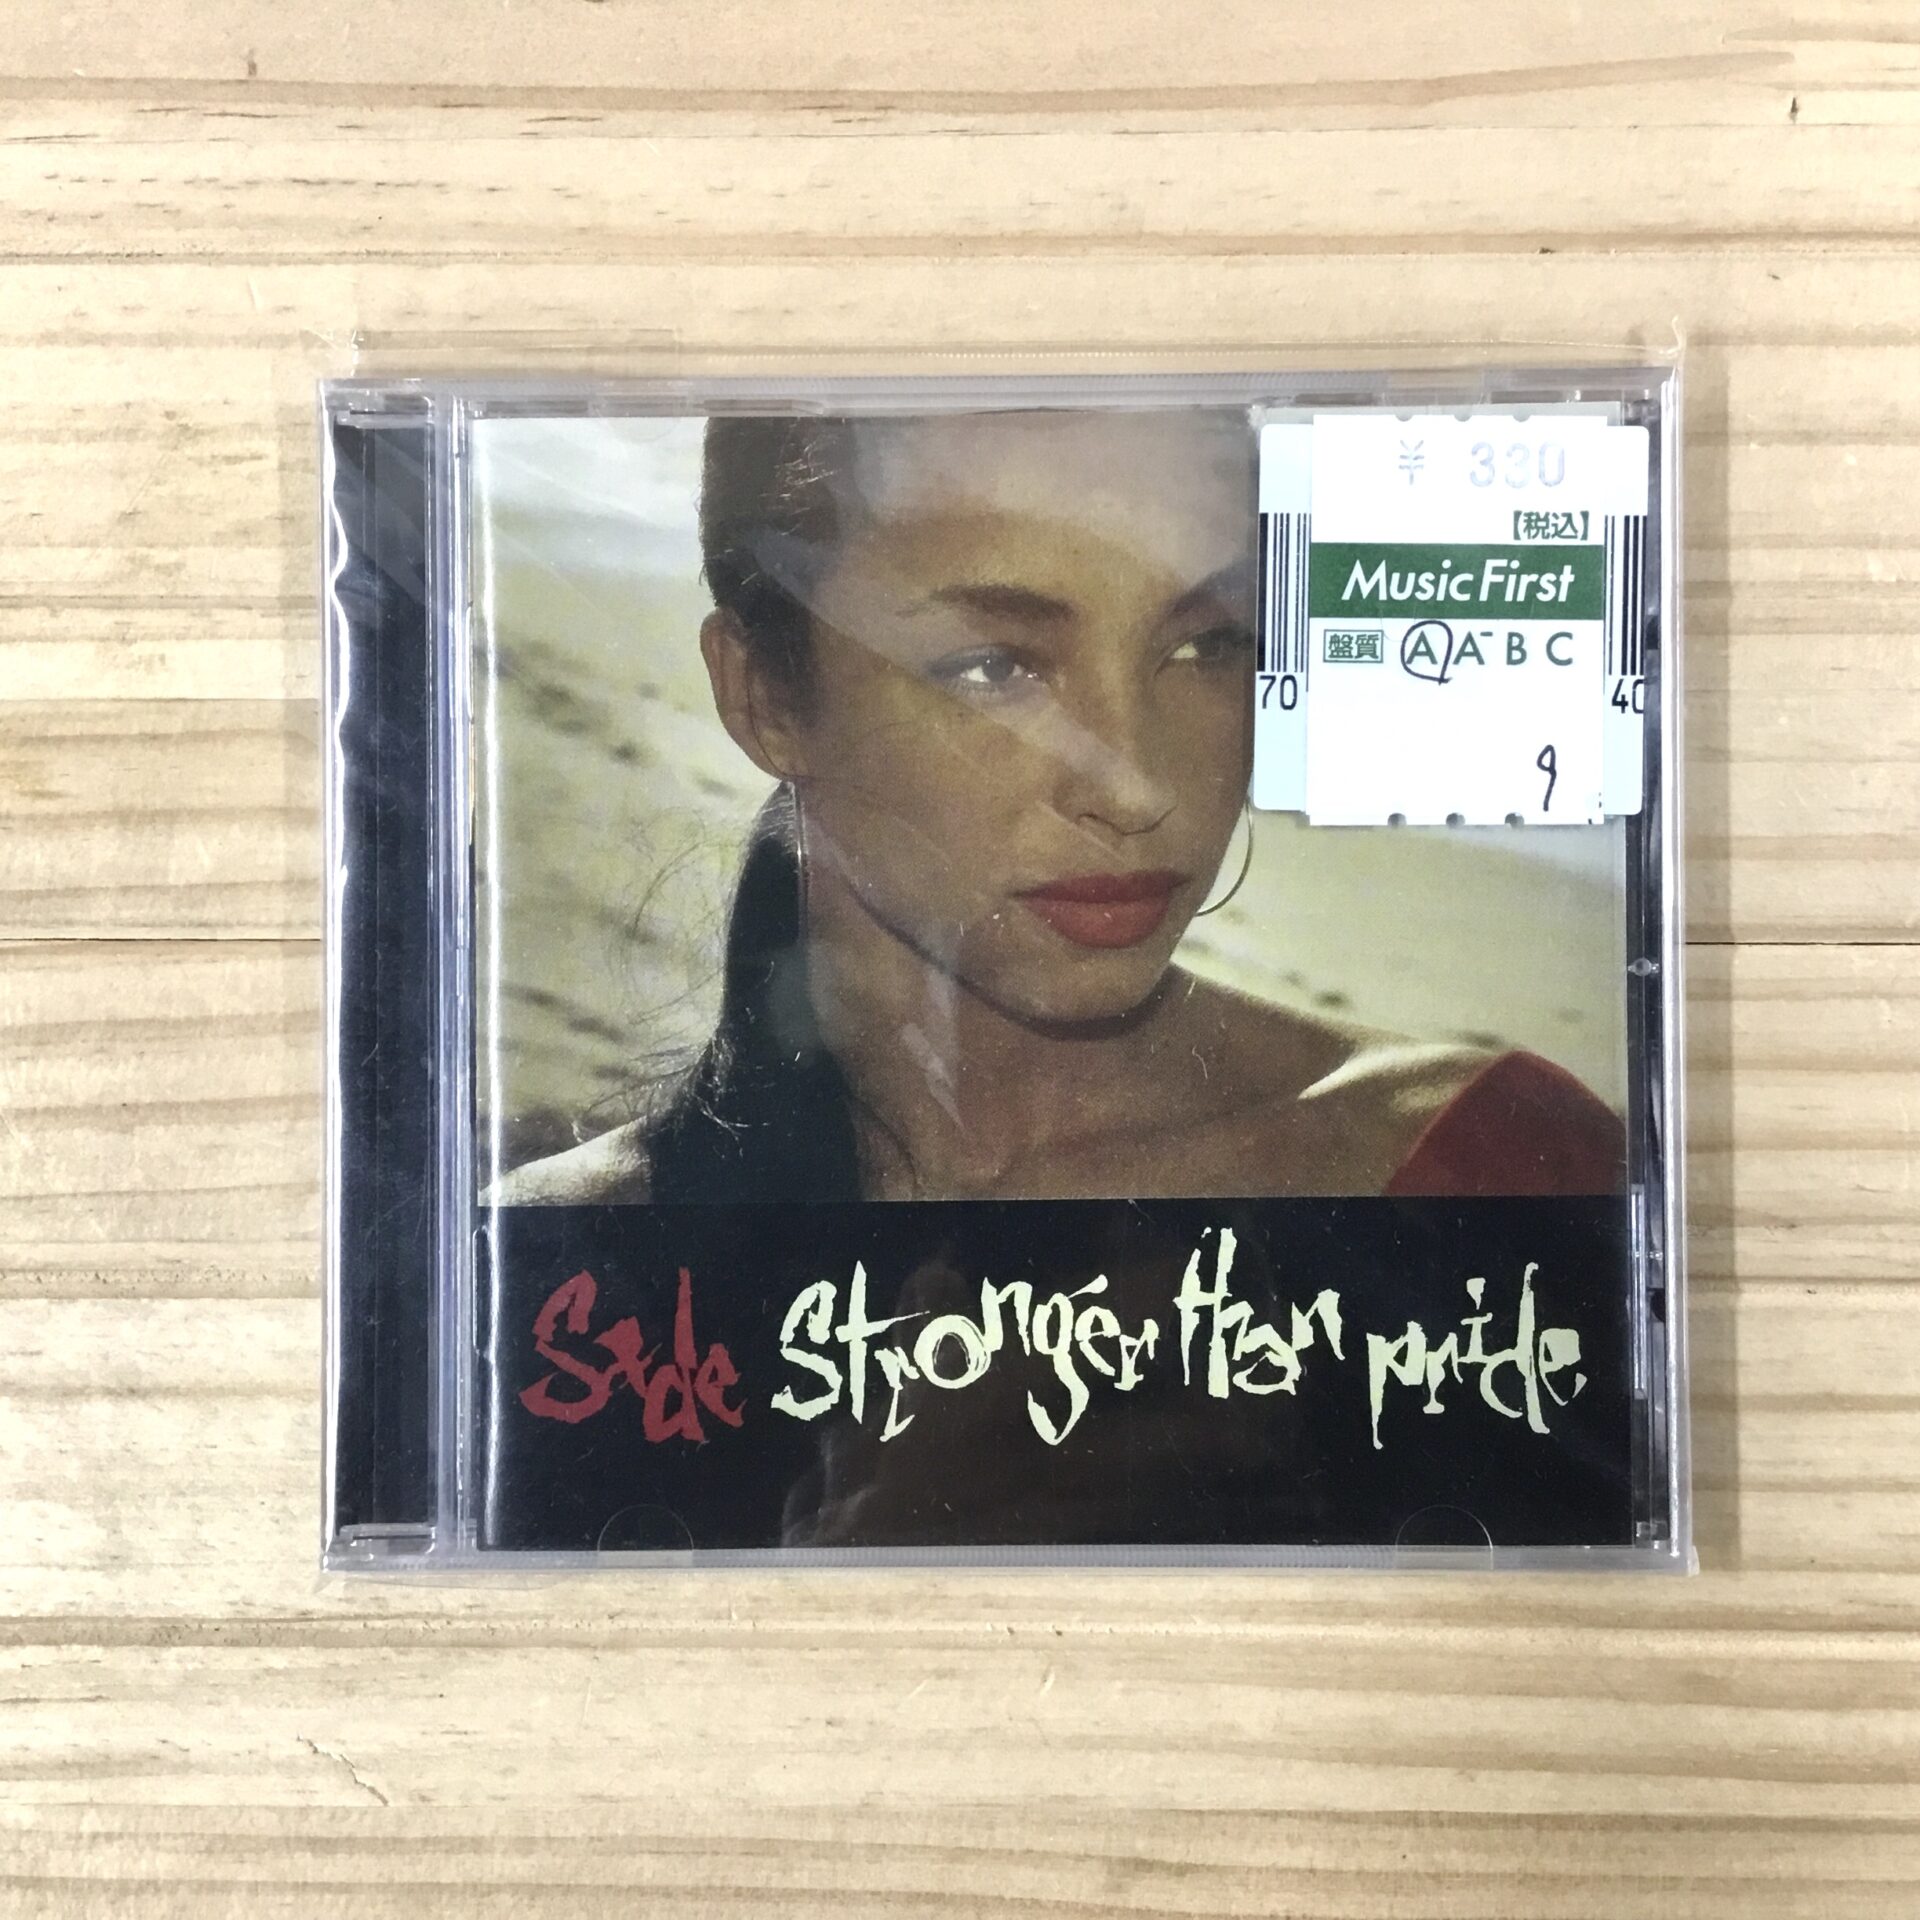 ¥ 330
【税込】
Music First
盤質 A A⁻ B C
70
40
9
Sade Stronger Than Pride